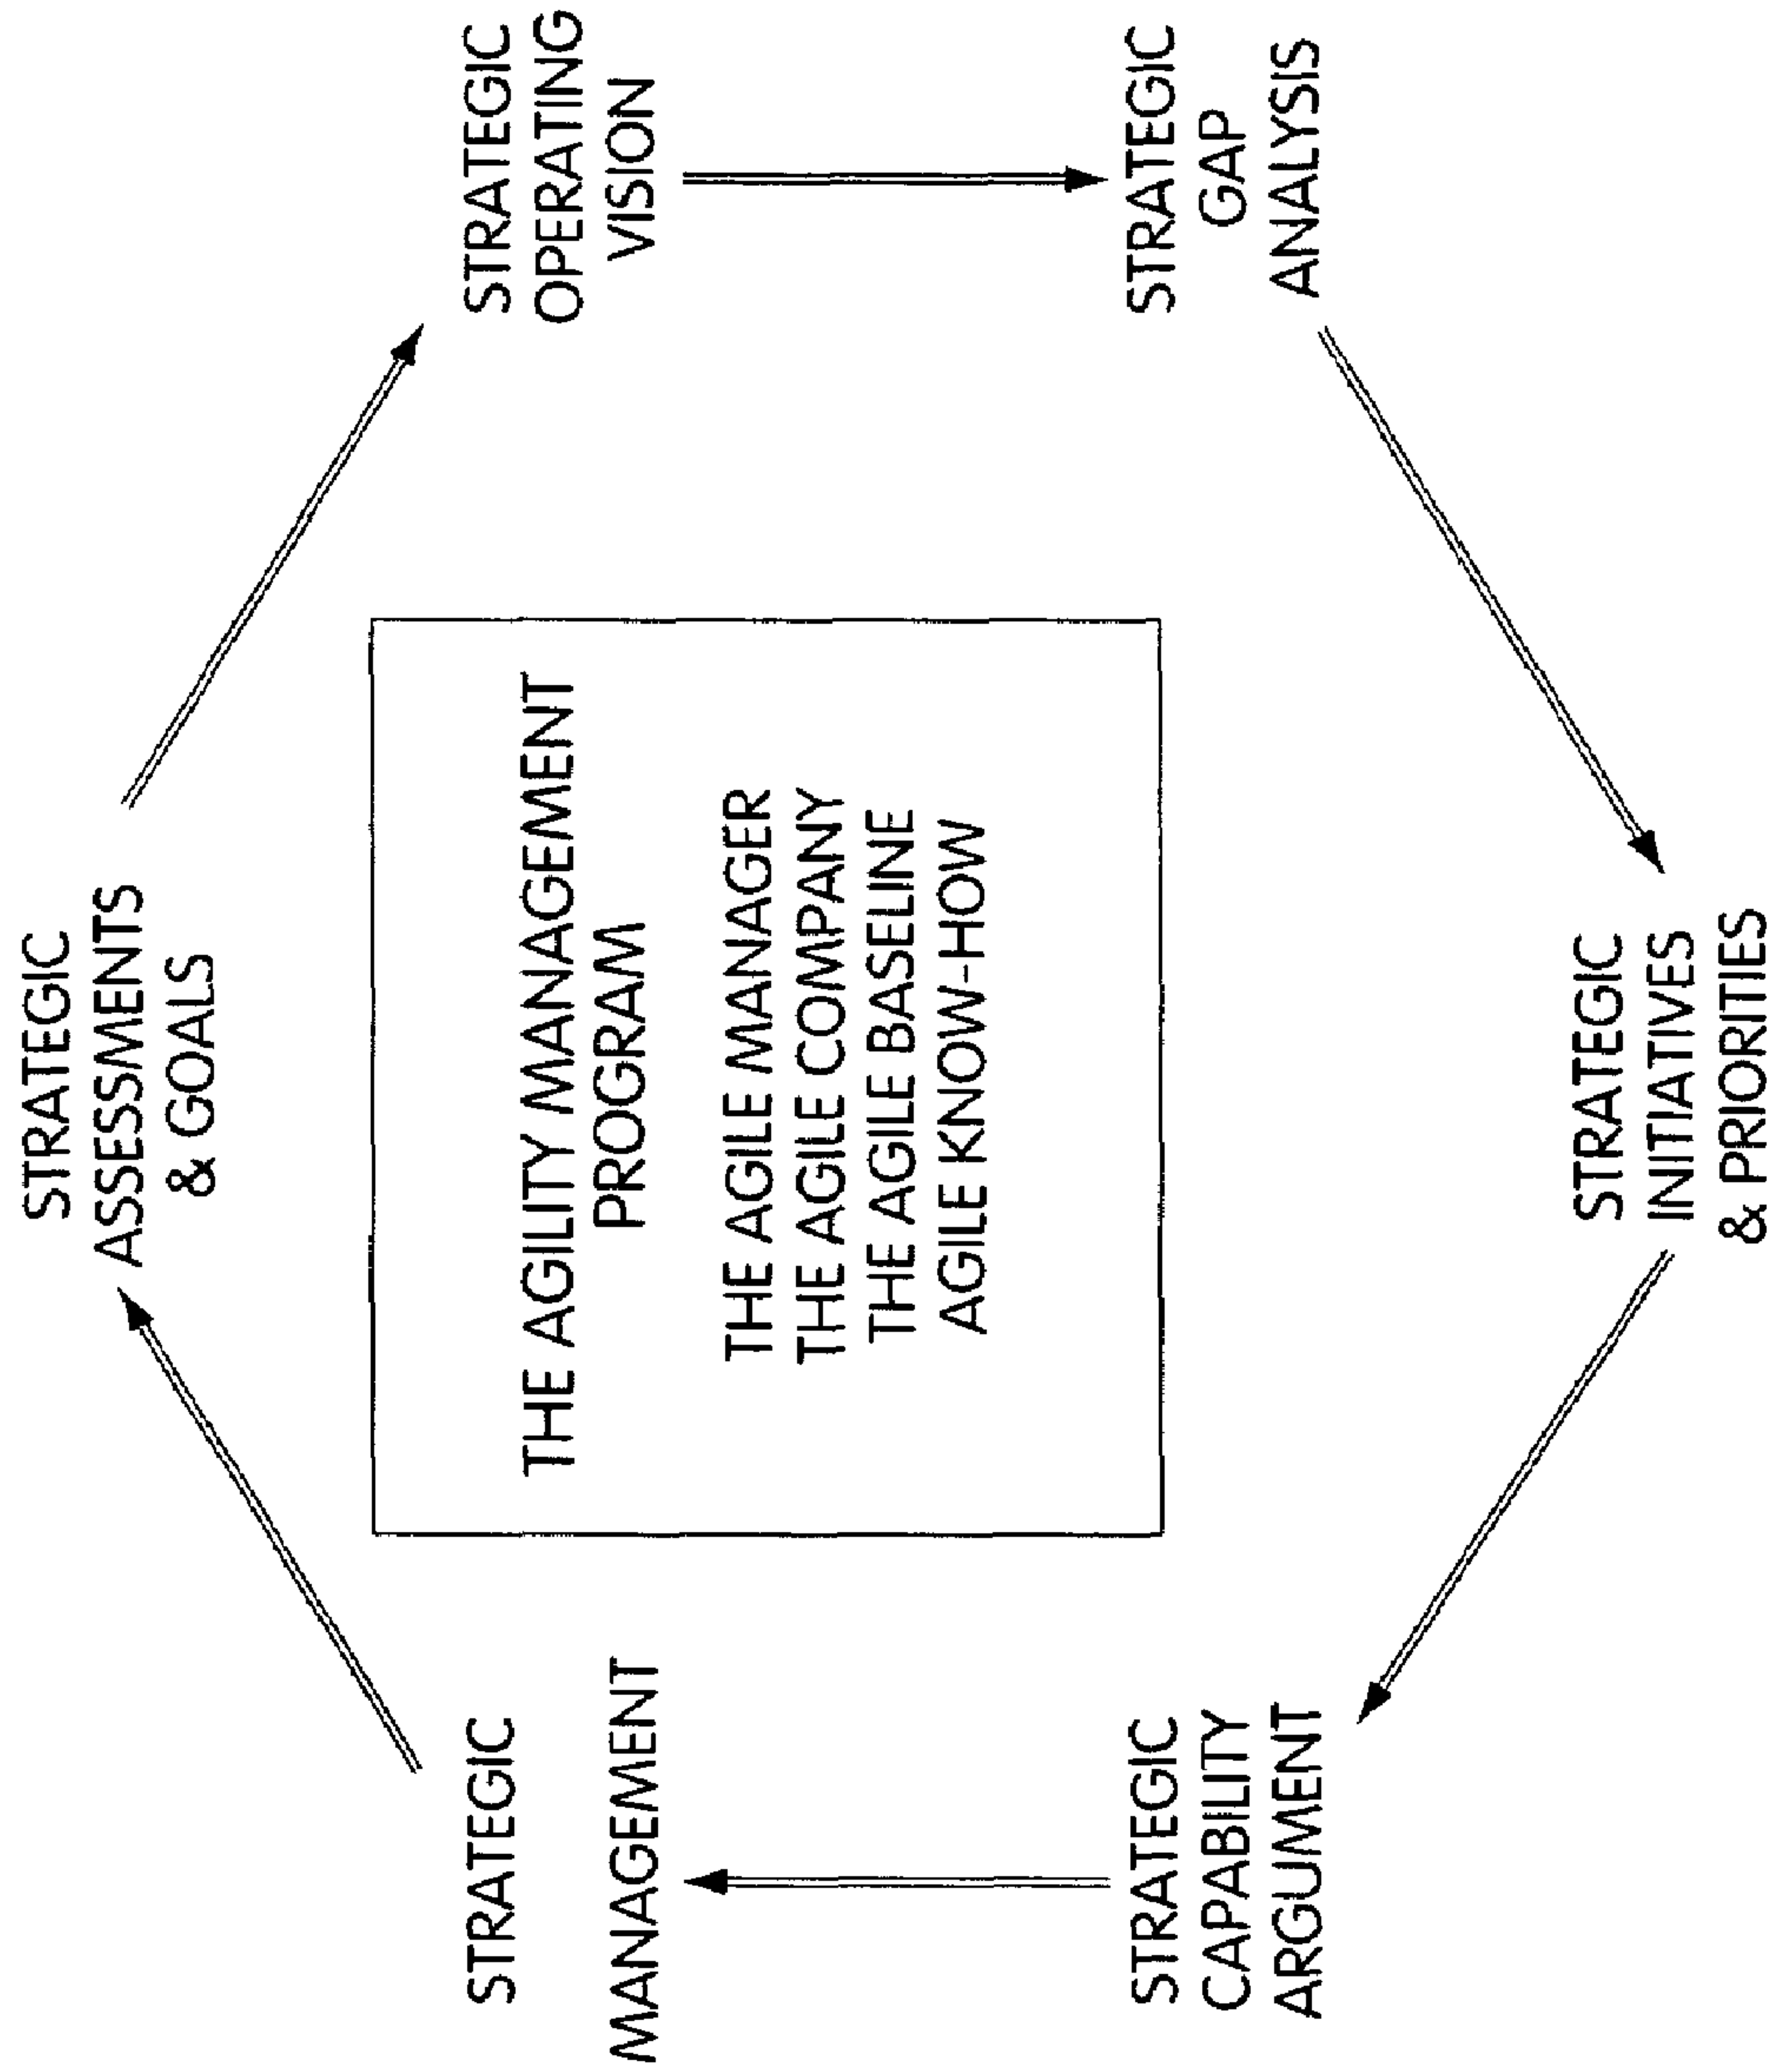 STRATEGIC
ASSESSMENTS
& GOALS
STRATEGIC
OPERATING
VISION
STRATEGIC
GAP
ANALYSIS
STRATEGIC
INITIATIVES
& PRIORITIES
STRATEGIC
CAPABILITY
ARGUMENT
STRATEGIC
MANAGEMENT
THE AGILITY MANAGEMENT
PROGRAM
THE AGILE MANAGER
THE AGILE COMPANY
THE AGILE BASELINE
AGILE KNOW-HOW